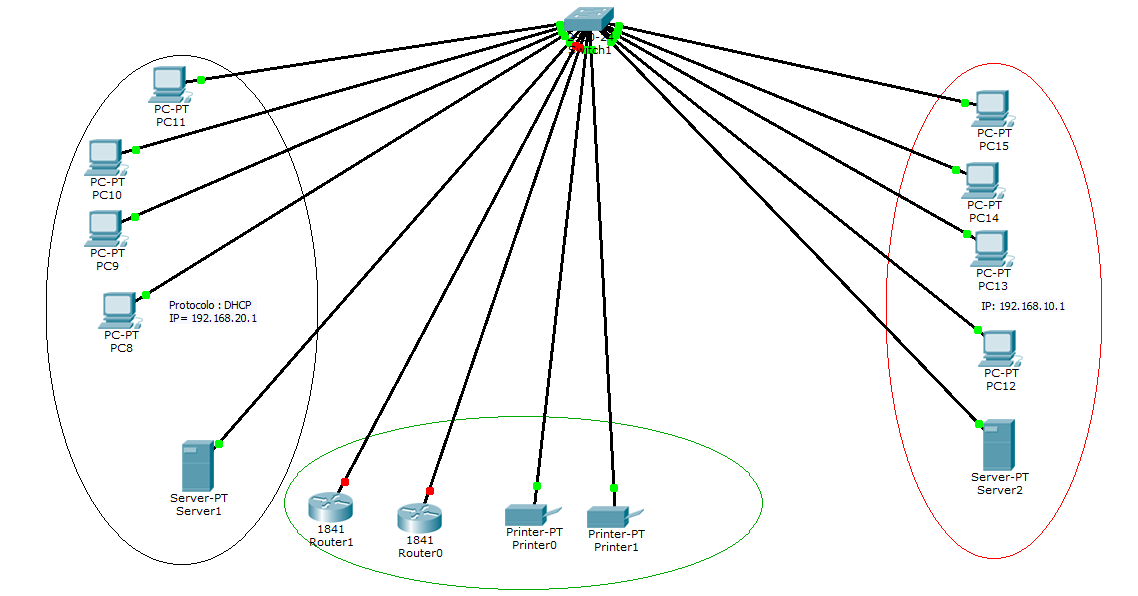 PC-PT
PC11
PC-PT
PC10
PC-PT
PC9
PC-PT
PC8
Protocolo : DHCP
IP= 192.168.20.1
Server-PT
Server1
1841
Router1
1841
Router0
Printer-PT
Printer0
Printer-PT
Printer1
PC-PT
PC15
PC-PT
PC14
PC-PT
PC13
IP: 192.168.10.1
PC-PT
PC12
Server-PT
Server2